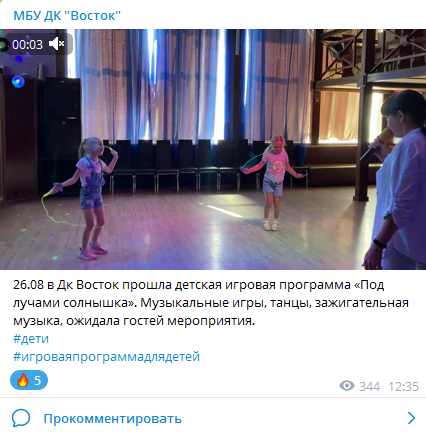 МБУ ДК "Восток"
00:03
26.08 в Дк Восток прошла детская игровая программа «Под
лучами солнышка». Музыкальные игры, танцы, зажигательная
музыка, ожидала гостей мероприятия.
#дети
#игроваяпрограммадлядетей
🔥 5
344 12:35
Прокомментировать